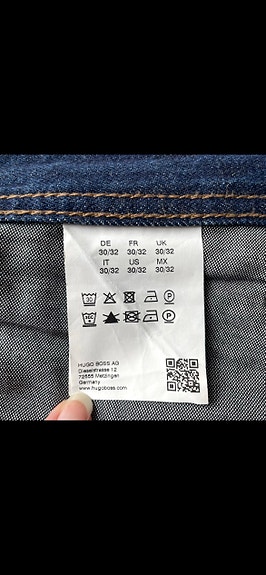 DE FR UK
30/32 30/32 30/32
IT US MX
30/32 30/32 30/32
HUGO BOSS AG
Dieselstrasse 12
72555 Metzingen
Germany
www.hugoboss.com